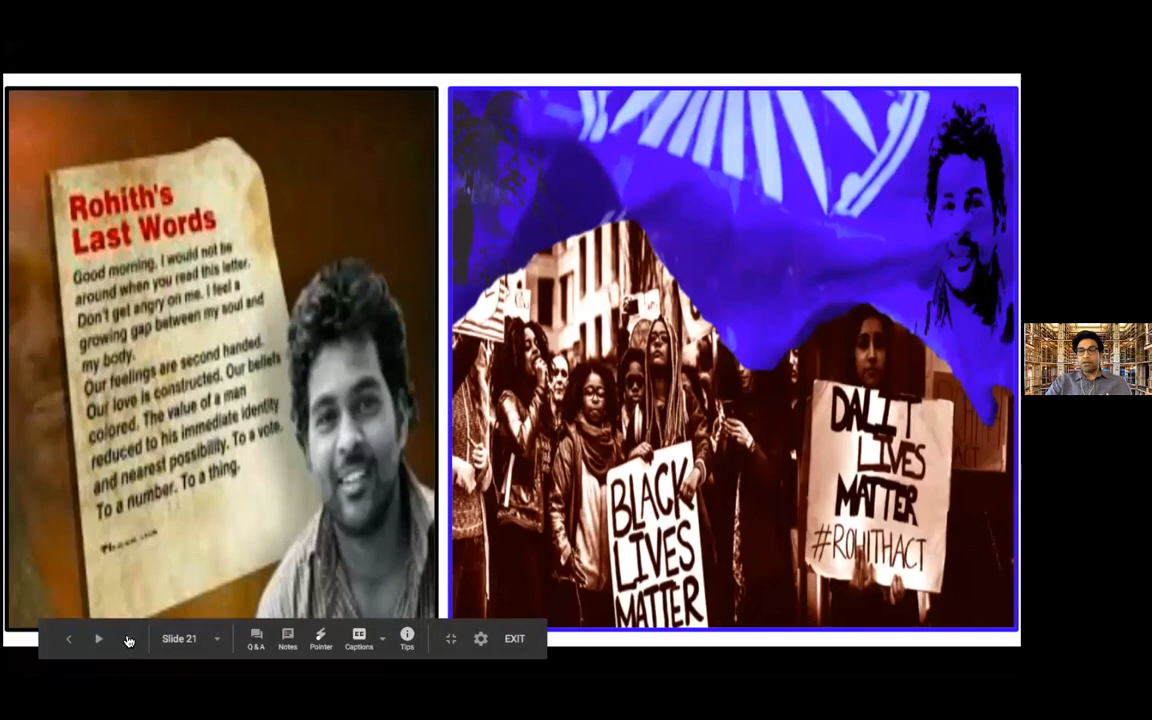 Rohith's
Last Words
Good morning, I would not be
around when you read this letter.
Don't get angry on me. I feel a
growing gap between my soul and
my body.
Our feelings are second handed.
Our love is constructed. Our beliefs
colored. The value of a man
reduced to his immediate identity
and nearest possibility. To a vote.
To a number. To a thing.
BLACK
LIVES
MATTER
DALIT
LIVES
MATTER
#ROHITHACT
ACT
Slide 21
Q & A
Notes
Pointer
CC
Captions
Tips
EXIT